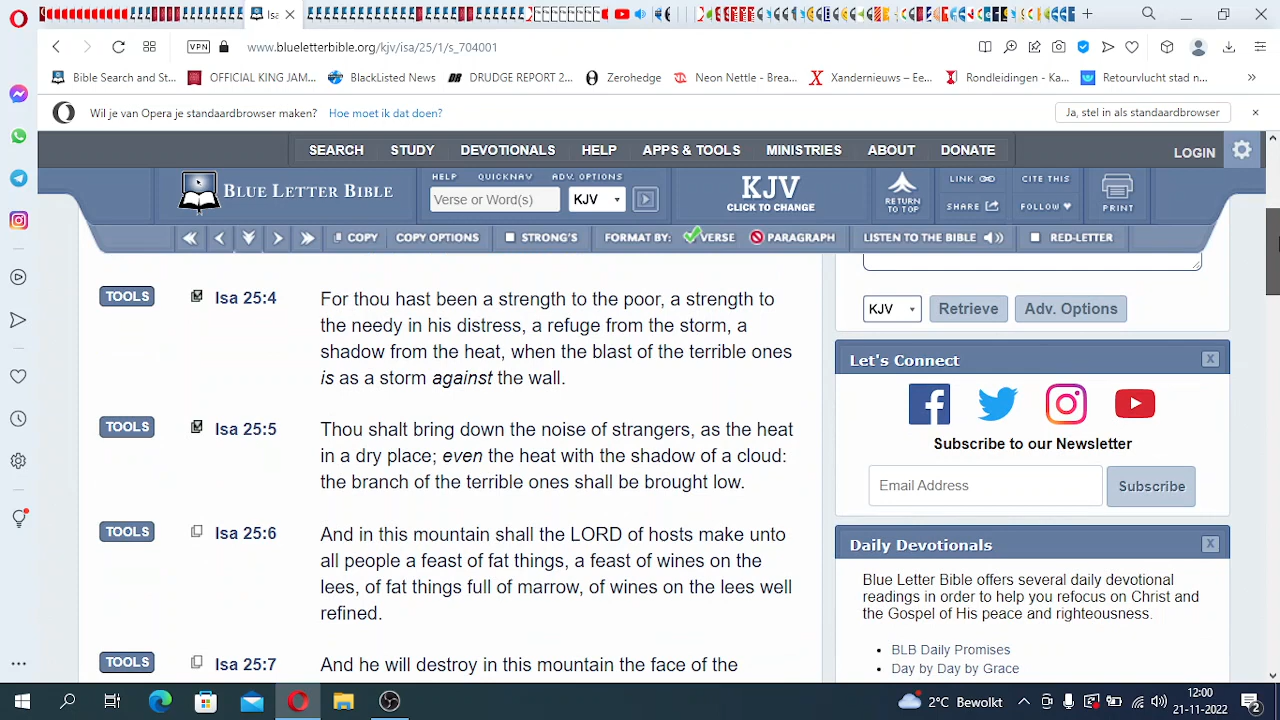 Isa
VPN
www.blueletterbible.org/kjv/isa/25/1/s_704001
Bible Search and St...
OFFICIAL KING JAM...
BlackListed News
DRUDGE REPORT 2...
Zerohedge
Neon Nettle - Brea...
Xandernieuws – Ee...
Rondleidingen - Ka...
Retourvlucht stad n...
Wil je van Opera je standaardbrowser maken? Hoe moet ik dat doen?
Ja, stel in als standaardbrowser
SEARCH STUDY DEVOTIONALS HELP APPS & TOOLS MINISTRIES ABOUT DONATE
LOGIN
BLUE LETTER BIBLE
HELP QUICKNAV ADV. OPTIONS
Verse or Word(s)
KJV
KJV
CLICK TO CHANGE
RETURN
TO TOP
LINK
CITE THIS
SHARE
FOLLOW
PRINT
COPY COPY OPTIONS STRONG'S FORMAT BY: VERSE PARAGRAPH LISTEN TO THE BIBLE RED-LETTER
TOOLS
Isa 25:4
For thou hast been a strength to the poor, a strength to
the needy in his distress, a refuge from the storm, a
shadow from the heat, when the blast of the terrible ones
is as a storm against the wall.
TOOLS
Isa 25:5
Thou shalt bring down the noise of strangers, as the heat
in a dry place; even the heat with the shadow of a cloud:
the branch of the terrible ones shall be brought low.
TOOLS
Isa 25:6
And in this mountain shall the LORD of hosts make unto
all people a feast of fat things, a feast of wines on the
lees, of fat things full of marrow, of wines on the lees well
refined.
TOOLS
Isa 25:7
And he will destroy in this mountain the face of the
KJV
Retrieve
Adv. Options
Let's Connect
X
Subscribe to our Newsletter
Email Address
Subscribe
Daily Devotionals
X
Blue Letter Bible offers several daily devotional
readings in order to help you refocus on Christ and
the Gospel of His peace and righteousness.
BLB Daily Promises
Day by Day by Grace
2°C Bewolkt
12:00
21-11-2022
2